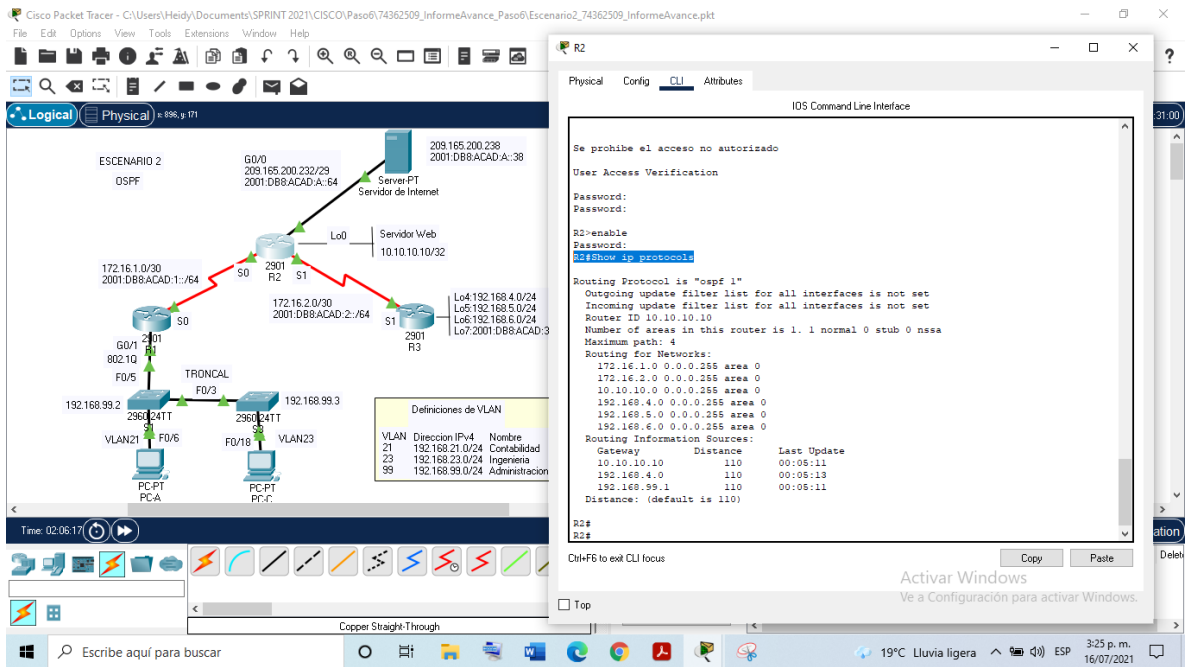 Cisco Packet Tracer - C:\Users\Heidy\Documents\SPRINT 2021\CISCO\Paso6\74362509_InformeAvance_Paso6\Escenario2_74362509_InformeAvance.pkt
File Edit Options View Tools Extensions Window Help
?
Logical
Physical
x: 896, y: 171
:31:00
ESCENARIO 2
OSPF
G0/0
209.165.200.232/29
2001:DB8:ACAD:A::64
209.165.200.238
2001:DB8:ACAD:A::38
Server-PT
Servidor de Internet
Lo0
Servidor Web
10.10.10.10/32
172.16.1.0/30
2001:DB8:ACAD:1::/64
S0
2901
R2
S1
172.16.2.0/30
2001:DB8:ACAD:2::/64
Lo4:192.168.4.0/24
Lo5:192.168.5.0/24
Lo6:192.168.6.0/24
Lo7:2001:DB8:ACAD:3
S0
S1
2901
R3
2901
R1
G0/1
802.1Q
F0/5
TRONCAL
F0/3
192.168.99.2
192.168.99.3
2960-24TT
S1
2960-24TT
S3
VLAN21
F0/6
F0/18
VLAN23
PC-PT
PC-A
PC-PT
PC-C
Definiciones de VLAN
VLAN Direccion IPv4 Nombre
21 192.168.21.0/24 Contabilidad
23 192.168.23.0/24 Ingenieria
99 192.168.99.0/24 Administracion
Time: 02:06:17
ation
Delet
Copper Straight-Through
R2
Physical Config CLI Attributes
IOS Command Line Interface
Se prohibe el acceso no autorizado
User Access Verification
Password:
Password:
R2>enable
Password:
R2#Show ip protocols
Routing Protocol is "ospf 1"
Outgoing update filter list for all interfaces is not set
Incoming update filter list for all interfaces is not set
Router ID 10.10.10.10
Number of areas in this router is 1. 1 normal 0 stub 0 nssa
Maximum path: 4
Routing for Networks:
172.16.1.0 0.0.0.255 area 0
172.16.2.0 0.0.0.255 area 0
10.10.10.0 0.0.0.255 area 0
192.168.4.0 0.0.0.255 area 0
192.168.5.0 0.0.0.255 area 0
192.168.6.0 0.0.0.255 area 0
Routing Information Sources:
Gateway Distance Last Update
10.10.10.10 110 00:05:11
192.168.4.0 110 00:05:13
192.168.99.1 110 00:05:11
Distance: (default is 110)
R2#
R2#
Ctrl+F6 to exit CLI focus
Copy
Paste
Top
Activar Windows
Ve a Configuración para activar Windows.
Escribe aquí para buscar
19°C Lluvia ligera
ESP
3:25 p. m.
16/07/2021